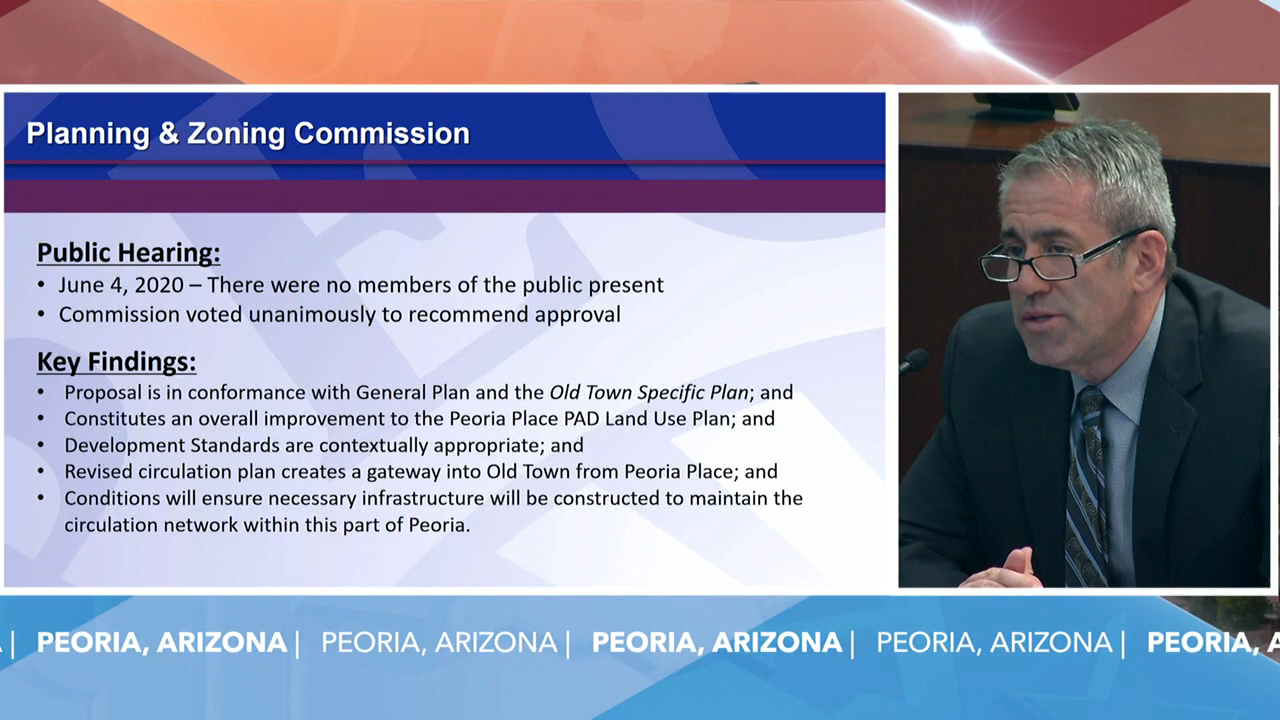 Planning & Zoning Commission
Public Hearing:
• June 4, 2020 – There were no members of the public present
• Commission voted unanimously to recommend approval
Key Findings:
• Proposal is in conformance with General Plan and the Old Town Specific Plan; and
• Constitutes an overall improvement to the Peoria Place PAD Land Use Plan; and
• Development Standards are contextually appropriate; and
• Revised circulation plan creates a gateway into Old Town from Peoria Place; and
• Conditions will ensure necessary infrastructure will be constructed to maintain the
circulation network within this part of Peoria.
| PEORIA, ARIZONA | PEORIA, ARIZONA | PEORIA, ARIZONA | PEORIA, ARIZONA | PEORIA, A